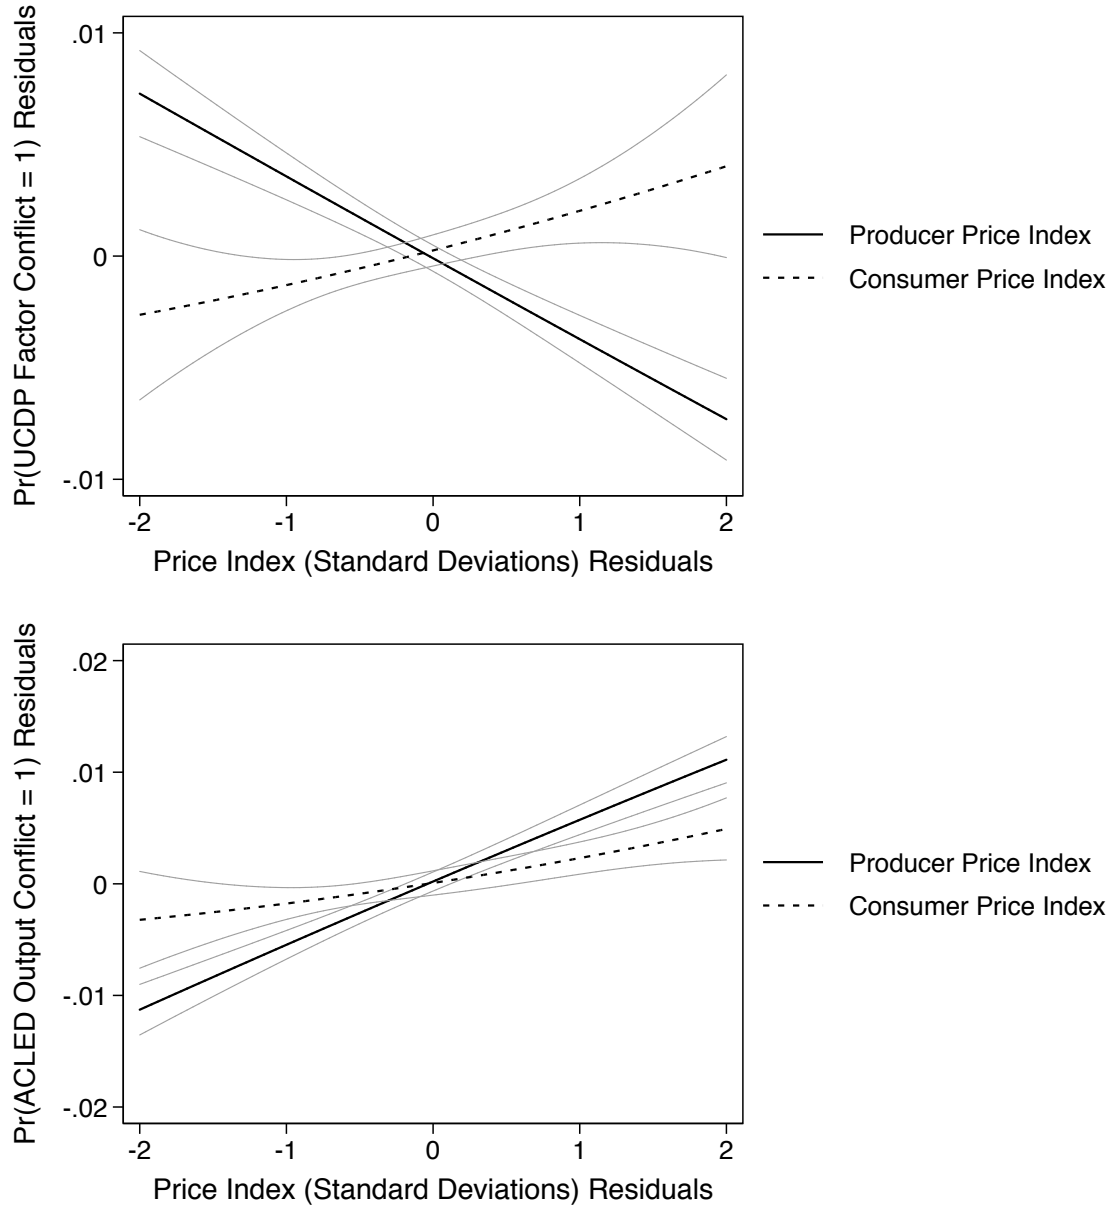 Pr(UCDP Factor Conflict = 1) Residuals
.01
0
-.01
-2 -1 0 1 2
Price Index (Standard Deviations) Residuals
Producer Price Index
Consumer Price Index
Pr(ACLED Output Conflict = 1) Residuals
.02
.01
0
-.01
-.02
-2 -1 0 1 2
Price Index (Standard Deviations) Residuals
Producer Price Index
Consumer Price Index